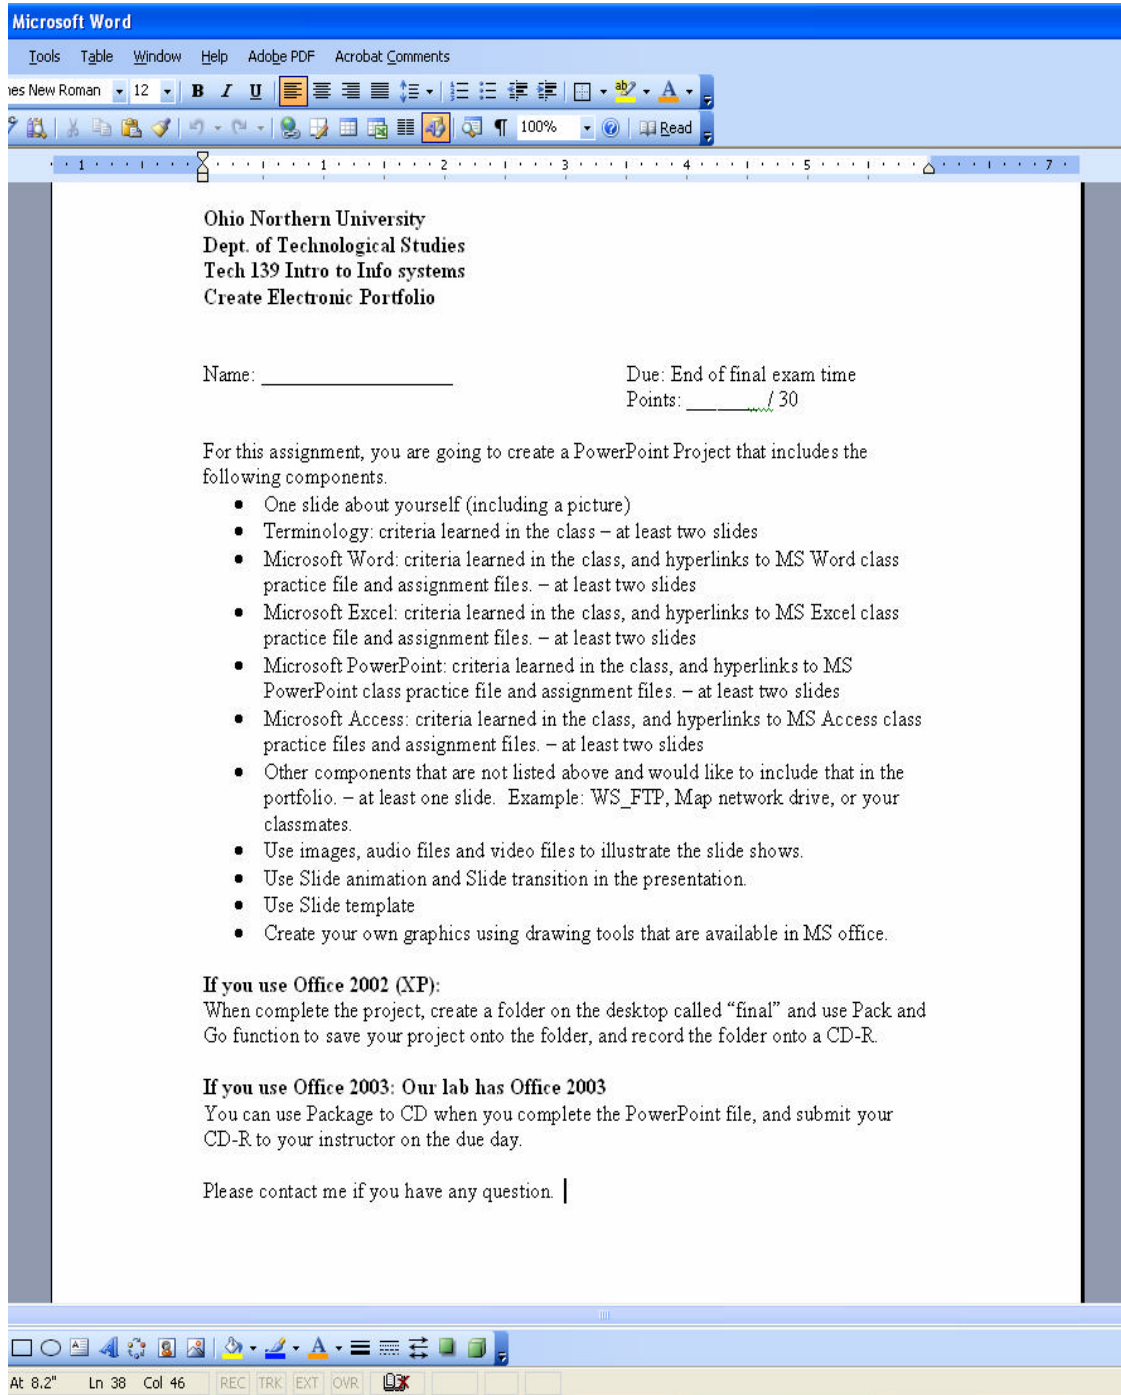 Microsoft Word
Tools Table Window Help Adobe PDF Acrobat Comments
nes New Roman 12 B I U A
100% Read
1 1 2 3 4 5 7
Ohio Northern University
Dept. of Technological Studies
Tech 139 Intro to Info systems
Create Electronic Portfolio
Name: ____________________ Due: End of final exam time
Points: _________/ 30
For this assignment, you are going to create a PowerPoint Project that includes the
following components.
• One slide about yourself (including a picture)
• Terminology: criteria learned in the class – at least two slides
• Microsoft Word: criteria learned in the class, and hyperlinks to MS Word class
practice file and assignment files. – at least two slides
• Microsoft Excel: criteria learned in the class, and hyperlinks to MS Excel class
practice file and assignment files. – at least two slides
• Microsoft PowerPoint: criteria learned in the class, and hyperlinks to MS
PowerPoint class practice file and assignment files. – at least two slides
• Microsoft Access: criteria learned in the class, and hyperlinks to MS Access class
practice files and assignment files. – at least two slides
• Other components that are not listed above and would like to include that in the
portfolio. – at least one slide. Example: WS_FTP, Map network drive, or your
classmates.
• Use images, audio files and video files to illustrate the slide shows.
• Use Slide animation and Slide transition in the presentation.
• Use Slide template
• Create your own graphics using drawing tools that are available in MS office.
If you use Office 2002 (XP):
When complete the project, create a folder on the desktop called “final” and use Pack and
Go function to save your project onto the folder, and record the folder onto a CD-R.
If you use Office 2003: Our lab has Office 2003
You can use Package to CD when you complete the PowerPoint file, and submit your
CD-R to your instructor on the due day.
Please contact me if you have any question.
At 8.2" Ln 38 Col 46 REC TRK EXT OVR